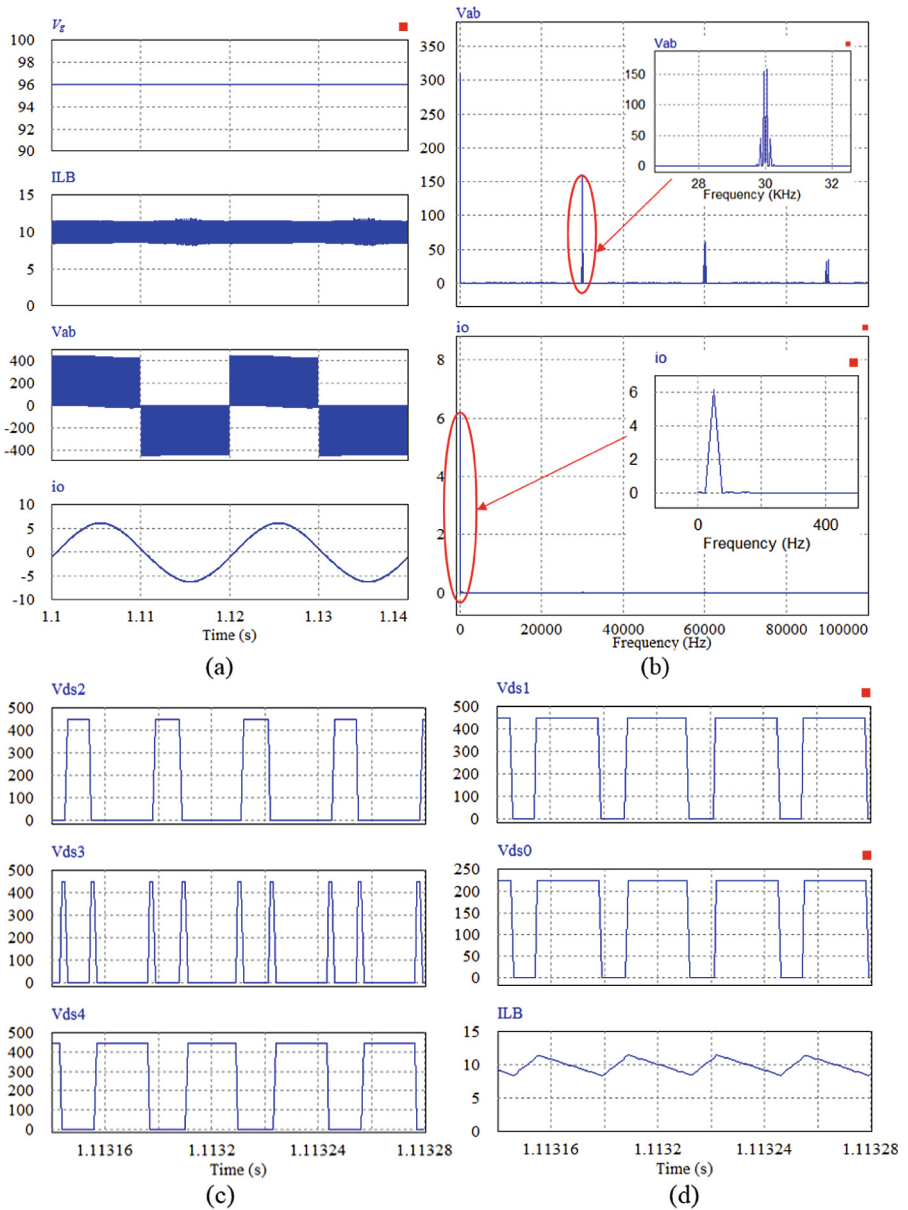 Vg
100
98
96
94
92
90
ILB
15
10
5
0
Vab
400
200
0
-200
-400
io
10
5
0
-5
-10
1.1 1.11 1.12 1.13 1.14
Time (s)
(a)
Vab
350
300
250
200
150
100
50
0
Vab
150
100
50
0
28 30 32
Frequency (KHz)
io
8
6
4
2
0
io
6
4
2
0
0 400
Frequency (Hz)
0 20000 40000 60000 80000 100000
Frequency (Hz)
(b)
Vds2
500
400
300
200
100
0
Vds3
500
400
300
200
100
0
Vds4
500
400
300
200
100
0
1.11316 1.1132 1.11324 1.11328
Time (s)
(c)
Vds1
500
400
300
200
100
0
Vds0
250
200
150
100
50
0
ILB
15
10
5
0
1.11316 1.1132 1.11324 1.11328
Time (s)
(d)